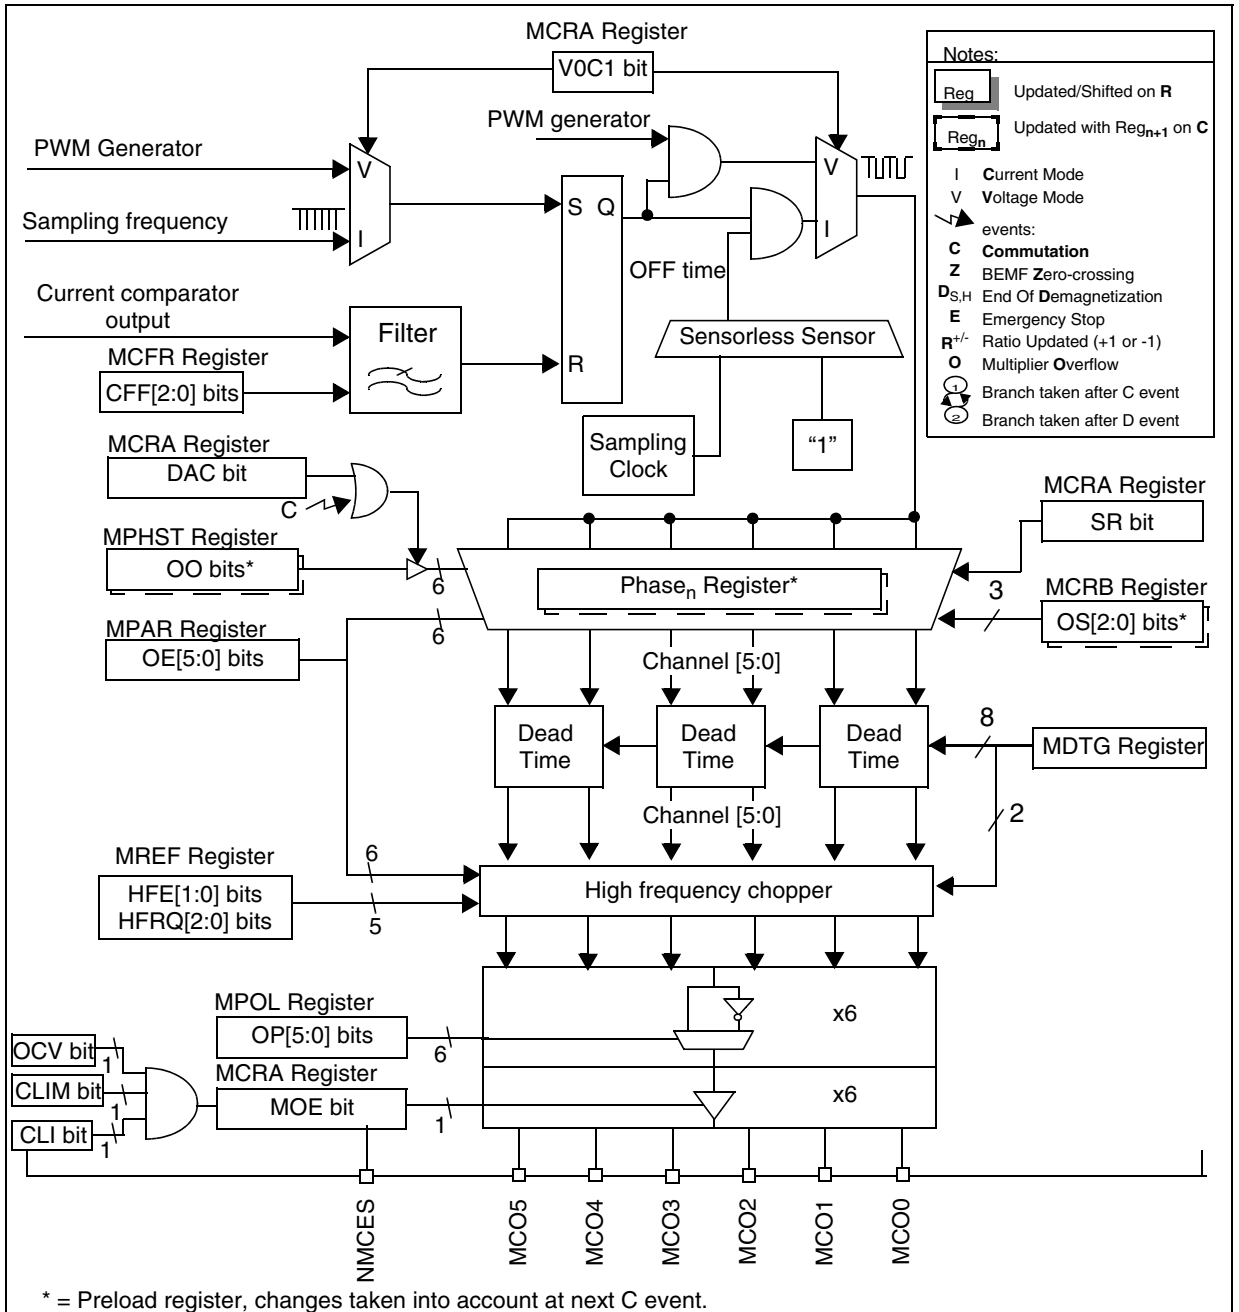 MCRA Register
V0C1 bit
PWM generator
PWM Generator
V
Sampling frequency
I
V
I
S Q
R
OFF time
Current comparator
output
Filter
MCFR Register
CFF[2:0] bits
Sensorless Sensor
Sampling
Clock
“1”
Notes:
Reg
Updated/Shifted on R
Regn
Updated with Regn+1 on C
I Current Mode
V Voltage Mode
events:
C Commutation
Z BEMF Zero-crossing
DS,H End Of Demagnetization
E Emergency Stop
R+/- Ratio Updated (+1 or -1)
O Multiplier Overflow
1 Branch taken after C event
2 Branch taken after D event
MCRA Register
DAC bit
C
MPHST Register
OO bits*
6
MPAR Register
OE[5:0] bits
6
Phasen Register*
MCRA Register
SR bit
MCRB Register
3
OS[2:0] bits*
Channel [5:0]
Dead
Time
Dead
Time
Dead
Time
8
MDTG Register
2
Channel [5:0]
MREF Register
HFE[1:0] bits
HFRQ[2:0] bits
6
5
High frequency chopper
MPOL Register
OP[5:0] bits
6
x6
OCV bit
1
CLIM bit
1
CLI bit
1
MCRA Register
MOE bit
1
x6
NMCES
MCO5
MCO4
MCO3
MCO2
MCO1
MCO0
* = Preload register, changes taken into account at next C event.